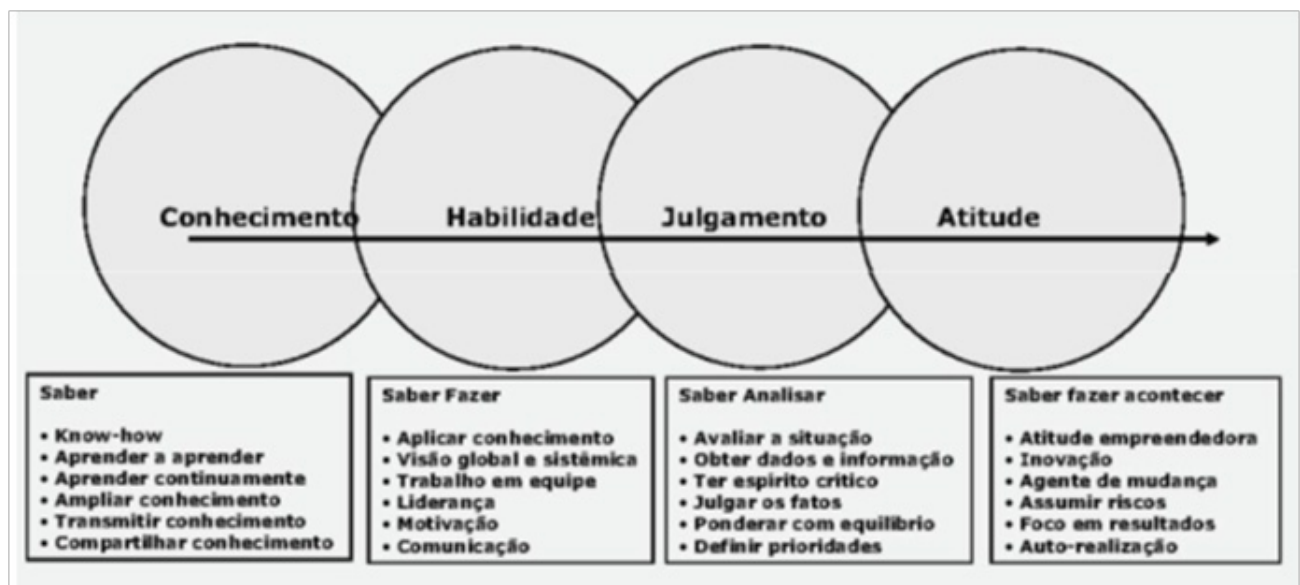 Conhecimento
Habilidade
Julgamento
Atitude
Saber
• Know-how
• Aprender a aprender
• Aprender continuamente
• Ampliar conhecimento
• Transmitir conhecimento
• Compartilhar conhecimento
Saber Fazer
• Aplicar conhecimento
• Visão global e sistêmica
• Trabalho em equipe
• Liderança
• Motivação
• Comunicação
Saber Analisar
• Avaliar a situação
• Obter dados e informação
• Ter espirito critico
• Julgar os fatos
• Ponderar com equilíbrio
• Definir prioridades
Saber fazer acontecer
• Atitude empreendedora
• Inovação
• Agente de mudança
• Assumir riscos
• Foco em resultados
• Auto-realização